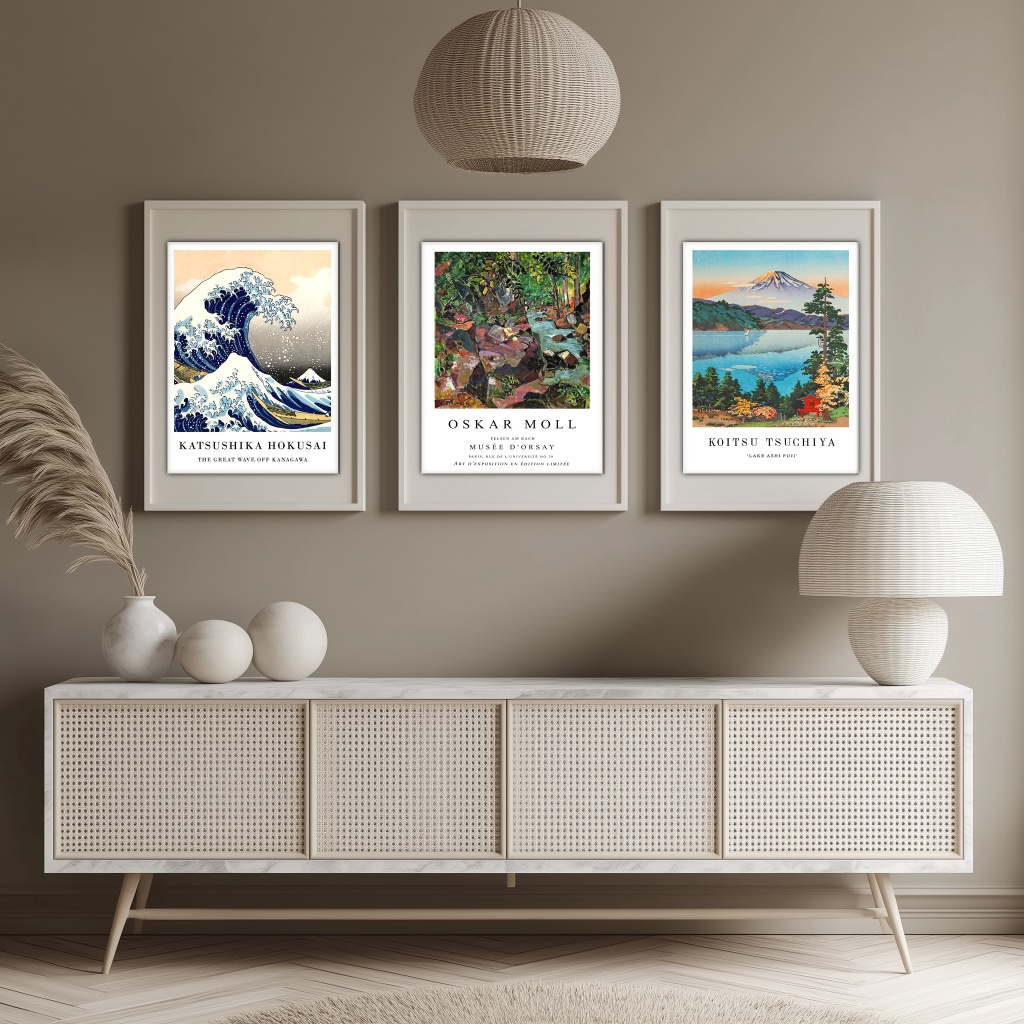 KATSUSHIKA HOKUSAI
THE GREAT WAVE OFF KANAGAWA
OSKAR MOLL
FELSEN AM BACH
MUSÉE D'ORSAY
PARIS, RUE DE L'UNIVERSITÉ NO.70
ART D'EXPOSITION EN ÉDITION LIMITÉE
KOITSU TSUCHIYA
'LAKE ASHI FUJI'